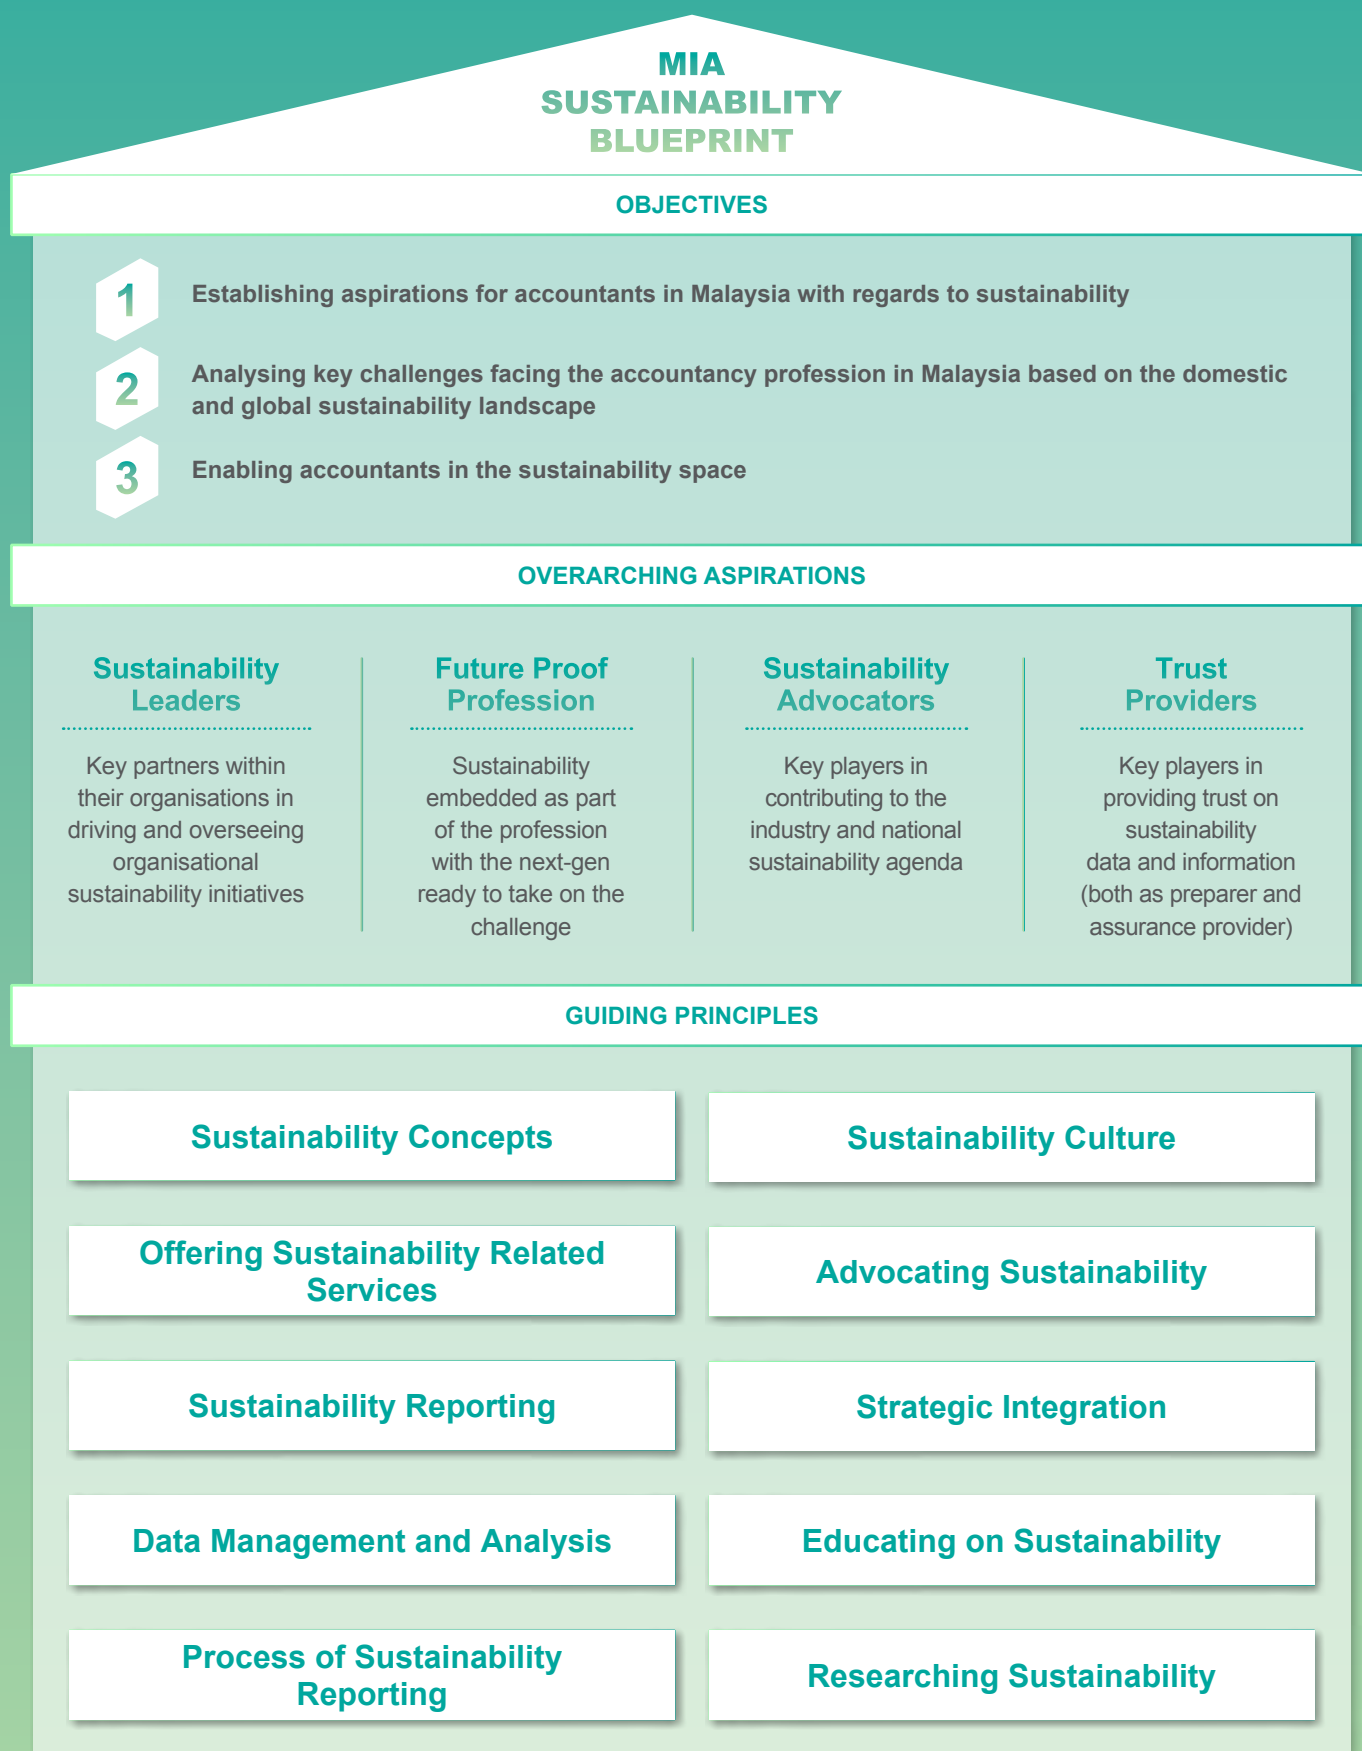 MIA
SUSTAINABILITY
BLUEPRINT
OBJECTIVES
1
Establishing aspirations for accountants in Malaysia with regards to sustainability
2
Analysing key challenges facing the accountancy profession in Malaysia based on the domestic
and global sustainability landscape
3
Enabling accountants in the sustainability space
OVERARCHING ASPIRATIONS
Sustainability
Leaders
Key partners within
their organisations in
driving and overseeing
organisational
sustainability initiatives
Future Proof
Profession
Sustainability
embedded as part
of the profession
with the next-gen
ready to take on the
challenge
Sustainability
Advocators
Key players in
contributing to the
industry and national
sustainability agenda
Trust
Providers
Key players in
providing trust on
sustainability
data and information
(both as preparer and
assurance provider)
GUIDING PRINCIPLES
Sustainability Concepts
Sustainability Culture
Offering Sustainability Related
Services
Advocating Sustainability
Sustainability Reporting
Strategic Integration
Data Management and Analysis
Educating on Sustainability
Process of Sustainability
Reporting
Researching Sustainability